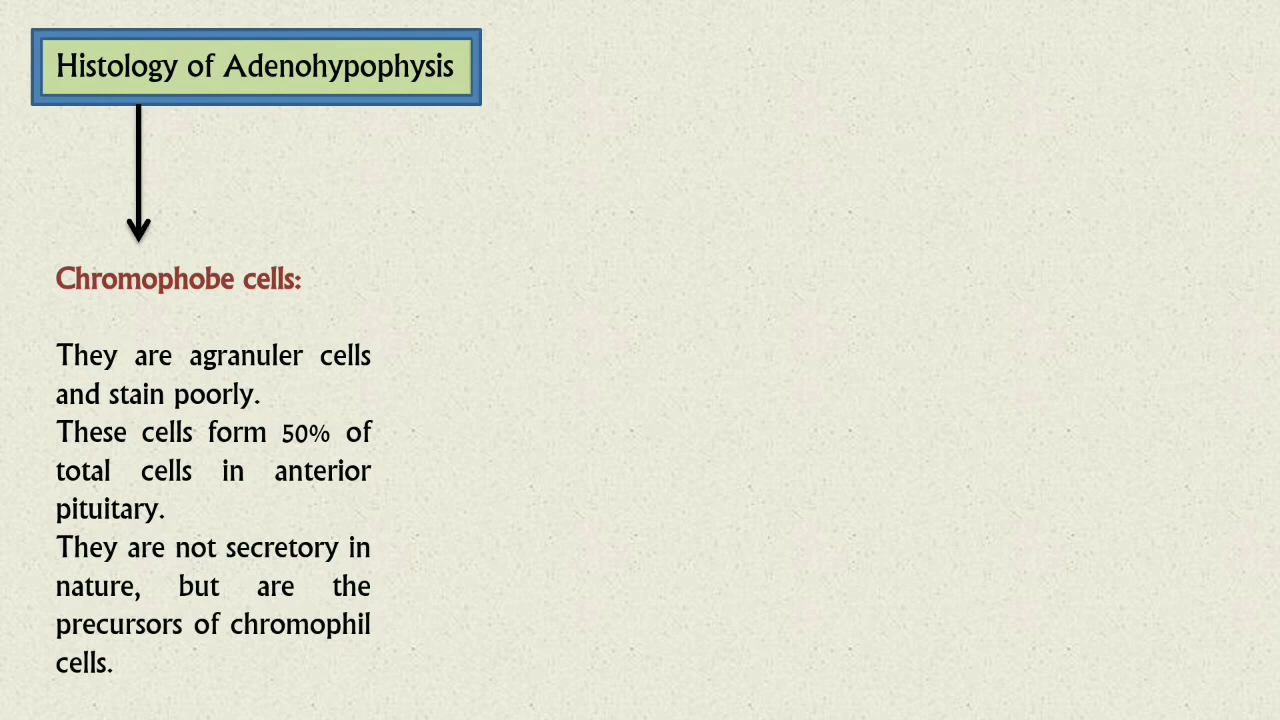 Histology of Adenohypophysis
Chromophobe cells:
They are agranuler cells
and stain poorly.
These cells form 50% of
total cells in anterior
pituitary.
They are not secretory in
nature, but are the
precursors of chromophil
cells.